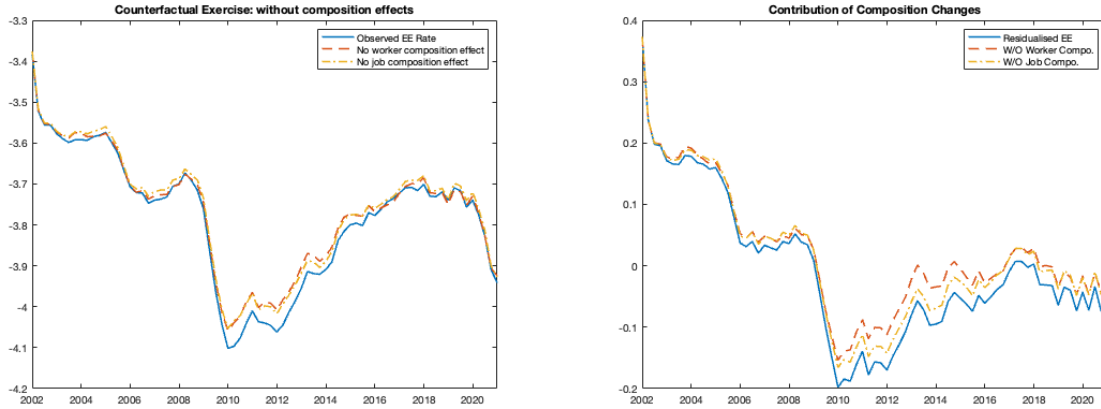 Counterfactual Exercise: without composition effects
-3.3
-3.4
-3.5
-3.6
-3.7
-3.8
-3.9
-4
-4.1
-4.2
2002 2004 2006 2008 2010 2012 2014 2016 2018 2020
Observed EE Rate
No worker composition effect
No job composition effect
Contribution of Composition Changes
0.4
0.3
0.2
0.1
0
-0.1
-0.2
2002 2004 2006 2008 2010 2012 2014 2016 2018 2020
Residualised EE
W/O Worker Compo.
W/O Job Compo.